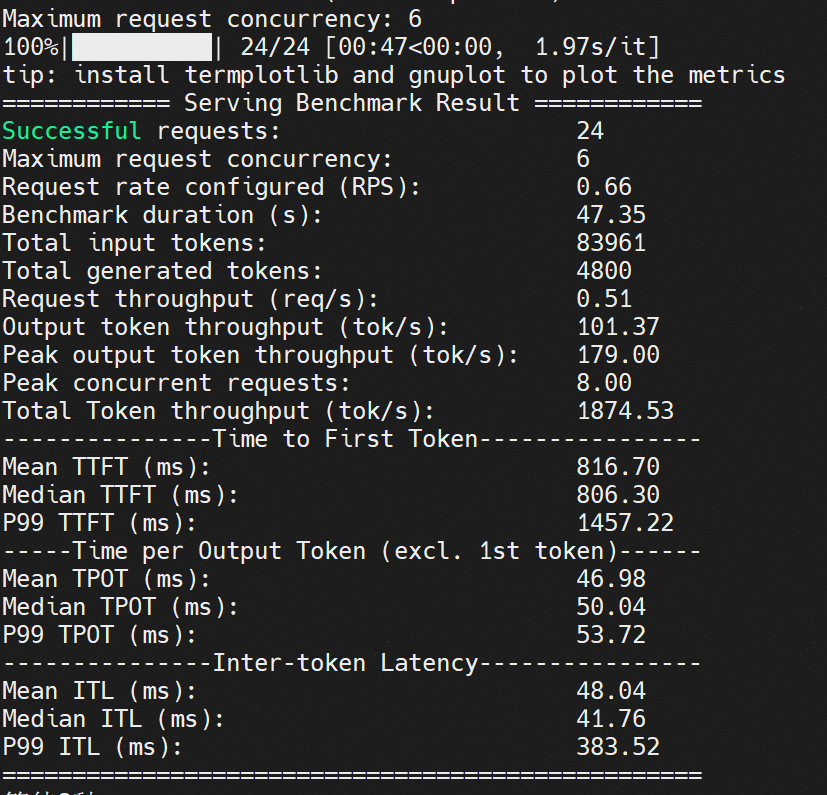 Maximum request concurrency: 6
100%|██████████| 24/24 [00:47<00:00,  1.97s/it]
tip: install termplotlib and gnuplot to plot the metrics
============ Serving Benchmark Result ============
Successful requests:                     24
Maximum request concurrency:             6
Request rate configured (RPS):           0.66
Benchmark duration (s):                  47.35
Total input tokens:                      83961
Total generated tokens:                  4800
Request throughput (req/s):              0.51
Output token throughput (tok/s):         101.37
Peak output token throughput (tok/s):    179.00
Peak concurrent requests:                8.00
Total Token throughput (tok/s):          1874.53
---------------Time to First Token----------------
Mean TTFT (ms):                          816.70
Median TTFT (ms):                        806.30
P99 TTFT (ms):                           1457.22
-----Time per Output Token (excl. 1st token)------
Mean TPOT (ms):                          46.98
Median TPOT (ms):                        50.04
P99 TPOT (ms):                           53.72
---------------Inter-token Latency----------------
Mean ITL (ms):                           48.04
Median ITL (ms):                         41.76
P99 ITL (ms):                            383.52
==================================================